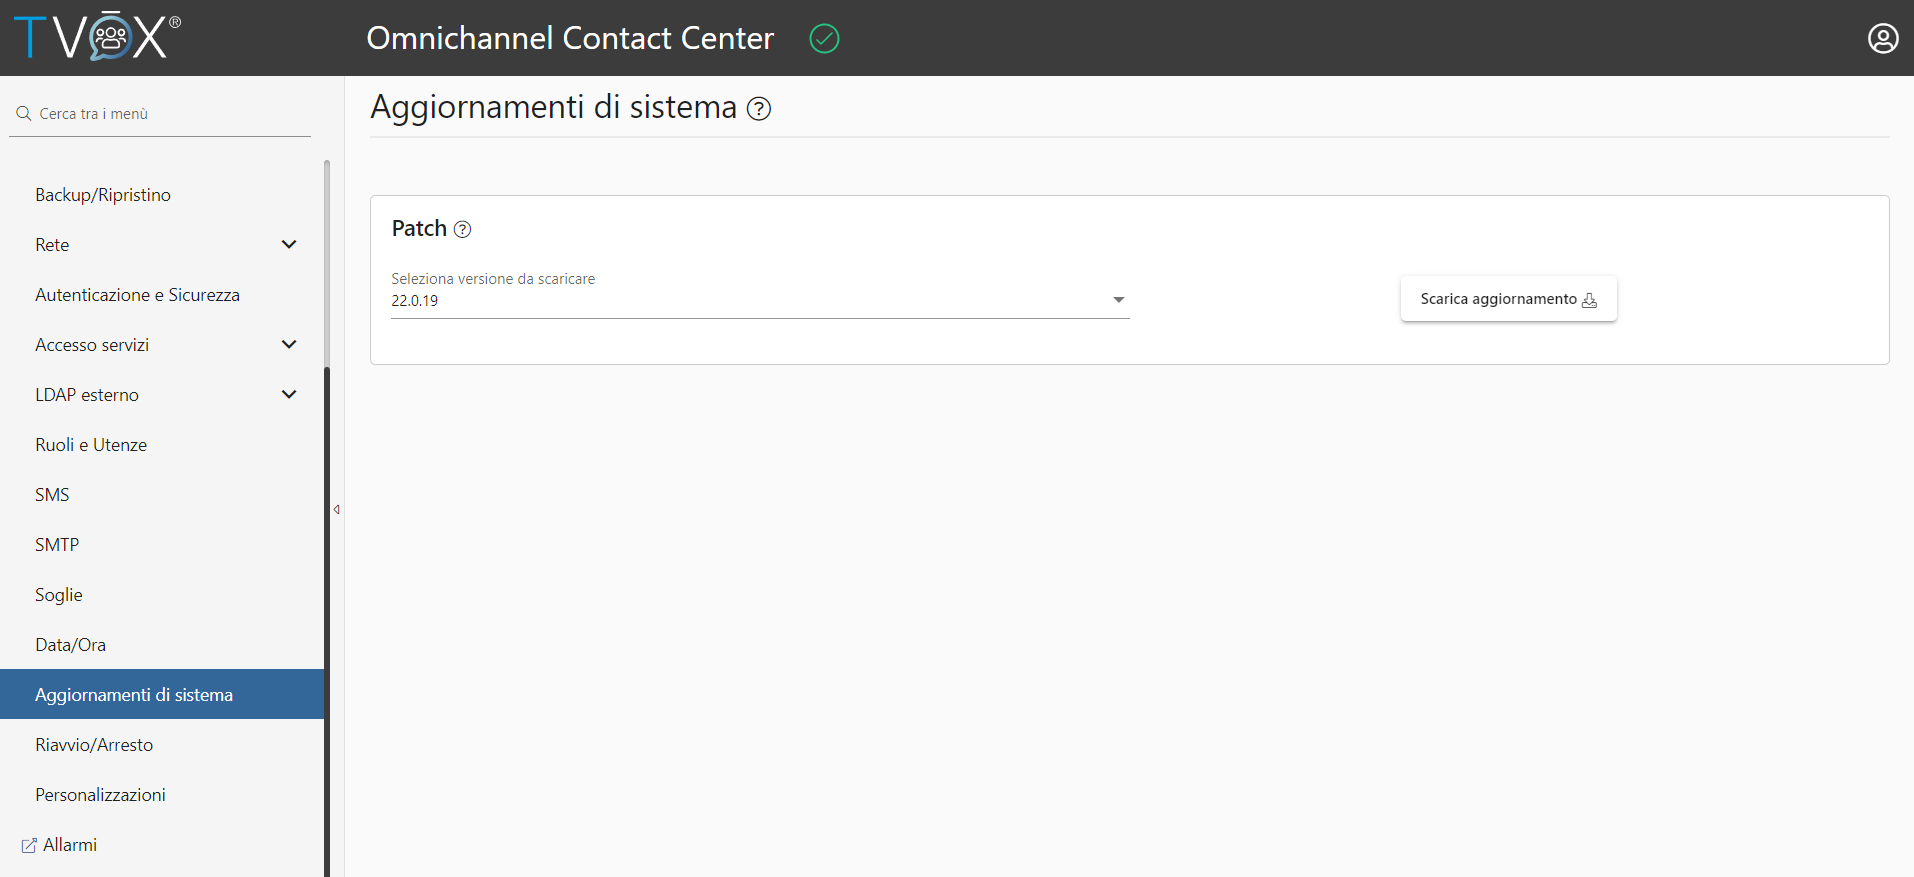 TVOX®
Omnichannel Contact Center
Cerca tra i menù
Backup/Ripristino
Rete
Autenticazione e Sicurezza
Accesso servizi
LDAP esterno
Ruoli e Utenze
SMS
SMTP
Soglie
Data/Ora
Aggiornamenti di sistema
Riavvio/Arresto
Personalizzazioni
Allarmi
Aggiornamenti di sistema ?
Patch ?
Seleziona versione da scaricare
22.0.19
Scarica aggiornamento